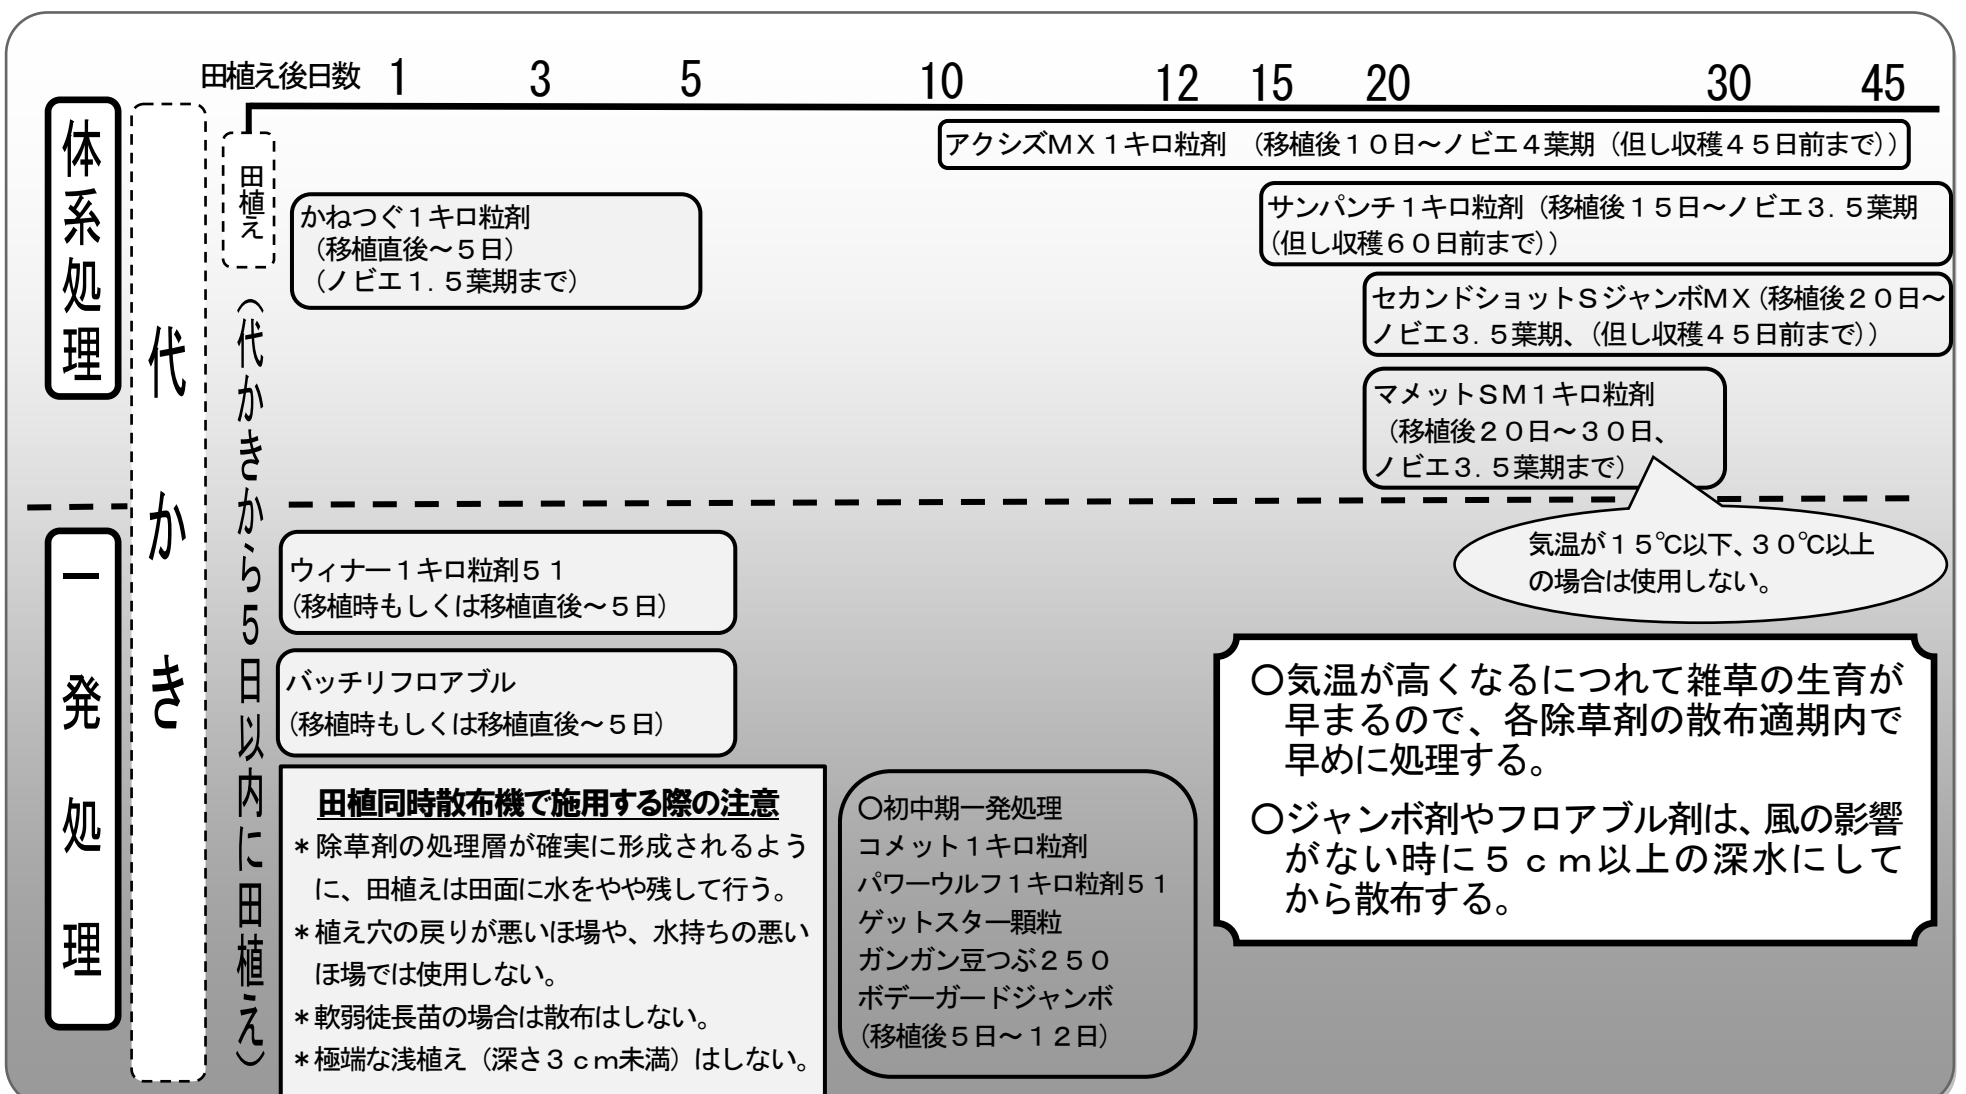 田植え後日数 1 3 5 10 12 15 20 30 45
体系処理
代かき
田植え
（代かきから５日以内に田植え）
アクシズＭＸ１キロ粒剤 （移植後１０日～ノビエ４葉期（但し収穫４５日前まで））
かねつぐ１キロ粒剤
（移植直後～５日）
（ノビエ１．５葉期まで）
サンパンチ１キロ粒剤（移植後１５日～ノビエ３．５葉期
（但し収穫６０日前まで））
セカンドショットＳジャンボＭＸ（移植後２０日～
ノビエ３．５葉期、（但し収穫４５日前まで））
マメットＳＭ１キロ粒剤
（移植後２０日～３０日、
ノビエ３．５葉期まで）
気温が１５℃以下、３０℃以上
の場合は使用しない。
一発処理
ウィナー１キロ粒剤５１
（移植時もしくは移植直後～５日）
バッチリフロアブル
（移植時もしくは移植直後～５日）
田植同時散布機で施用する際の注意
＊除草剤の処理層が確実に形成されるよう
に、田植えは田面に水をやや残して行う。
＊植え穴の戻りが悪いほ場や、水持ちの悪い
ほ場では使用しない。
＊軟弱徒長苗の場合は散布はしない。
＊極端な浅植え（深さ３ｃｍ未満）はしない。
〇初中期一発処理
コメット１キロ粒剤
パワーウルフ１キロ粒剤５１
ゲットスター顆粒
ガンガン豆つぶ２５０
ボデーガードジャンボ
（移植後５日～１２日）
〇気温が高くなるにつれて雑草の生育が
早まるので、各除草剤の散布適期内で
早めに処理する。
〇ジャンボ剤やフロアブル剤は、風の影響
がない時に５ｃｍ以上の深水にして
から散布する。